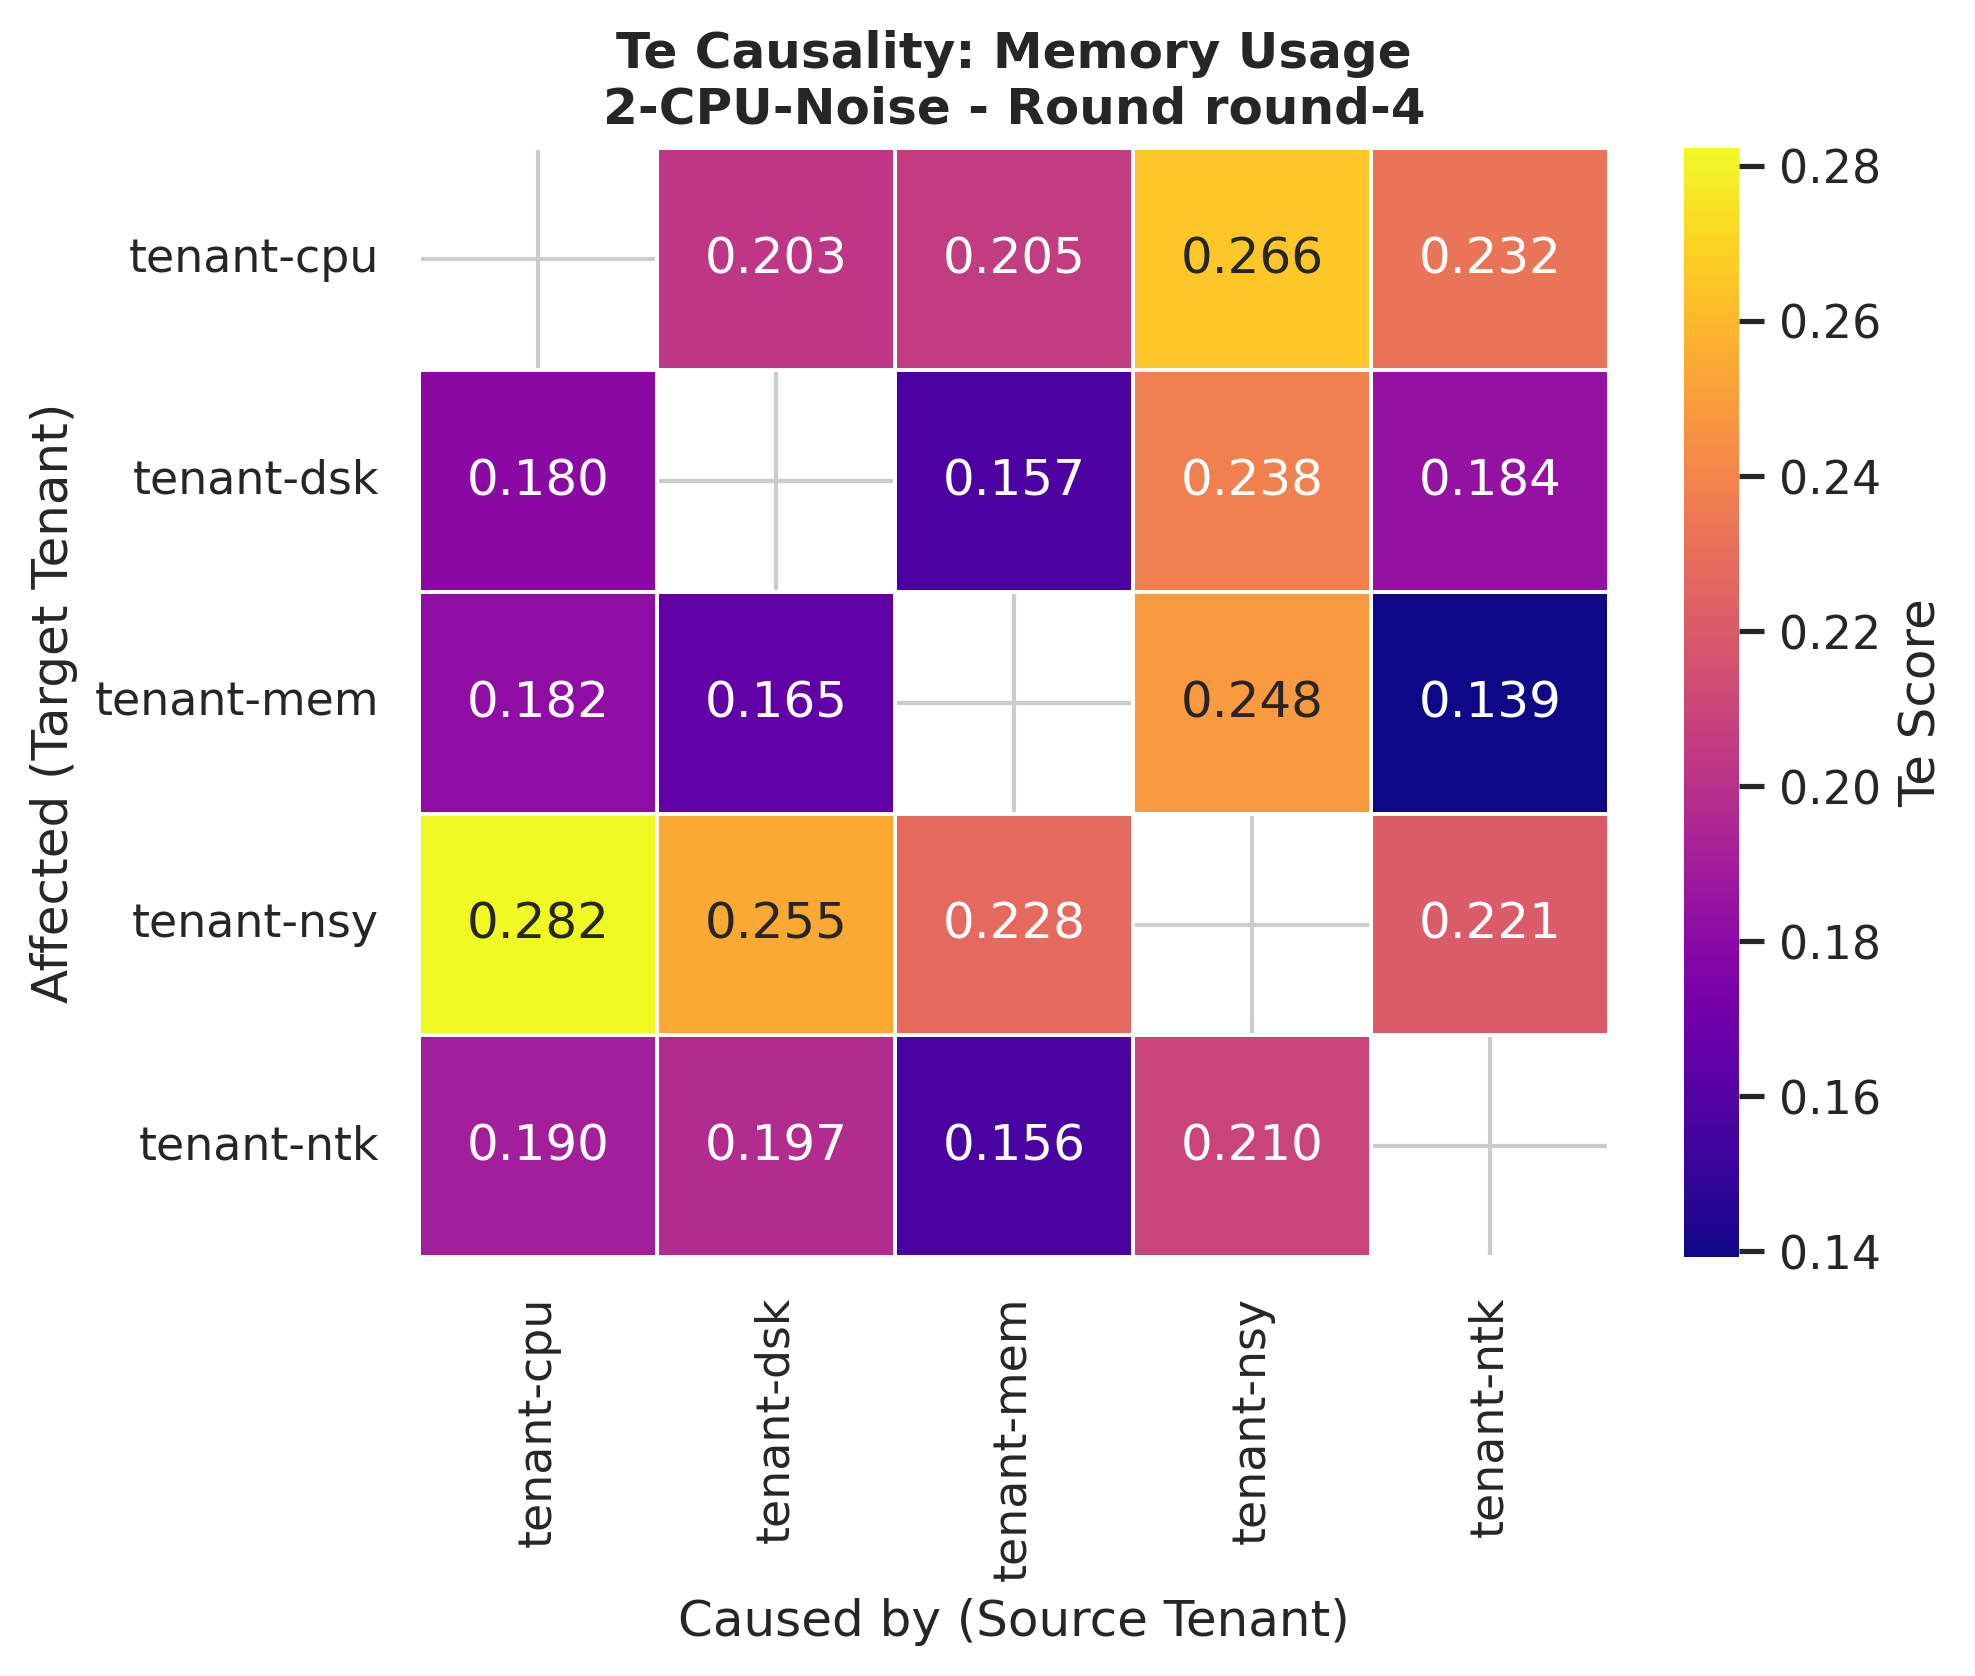 Te Causality: Memory Usage
2-CPU-Noise - Round round-4
Affected (Target Tenant)
tenant-cpu 0.203 0.205 0.266 0.232
tenant-dsk 0.180 0.157 0.238 0.184
tenant-mem 0.182 0.165 0.248 0.139
tenant-nsy 0.282 0.255 0.228 0.221
tenant-ntk 0.190 0.197 0.156 0.210
tenant-cpu tenant-dsk tenant-mem tenant-nsy tenant-ntk
Caused by (Source Tenant)
0.28
0.26
0.24
0.22
0.20
0.18
0.16
0.14
Te Score